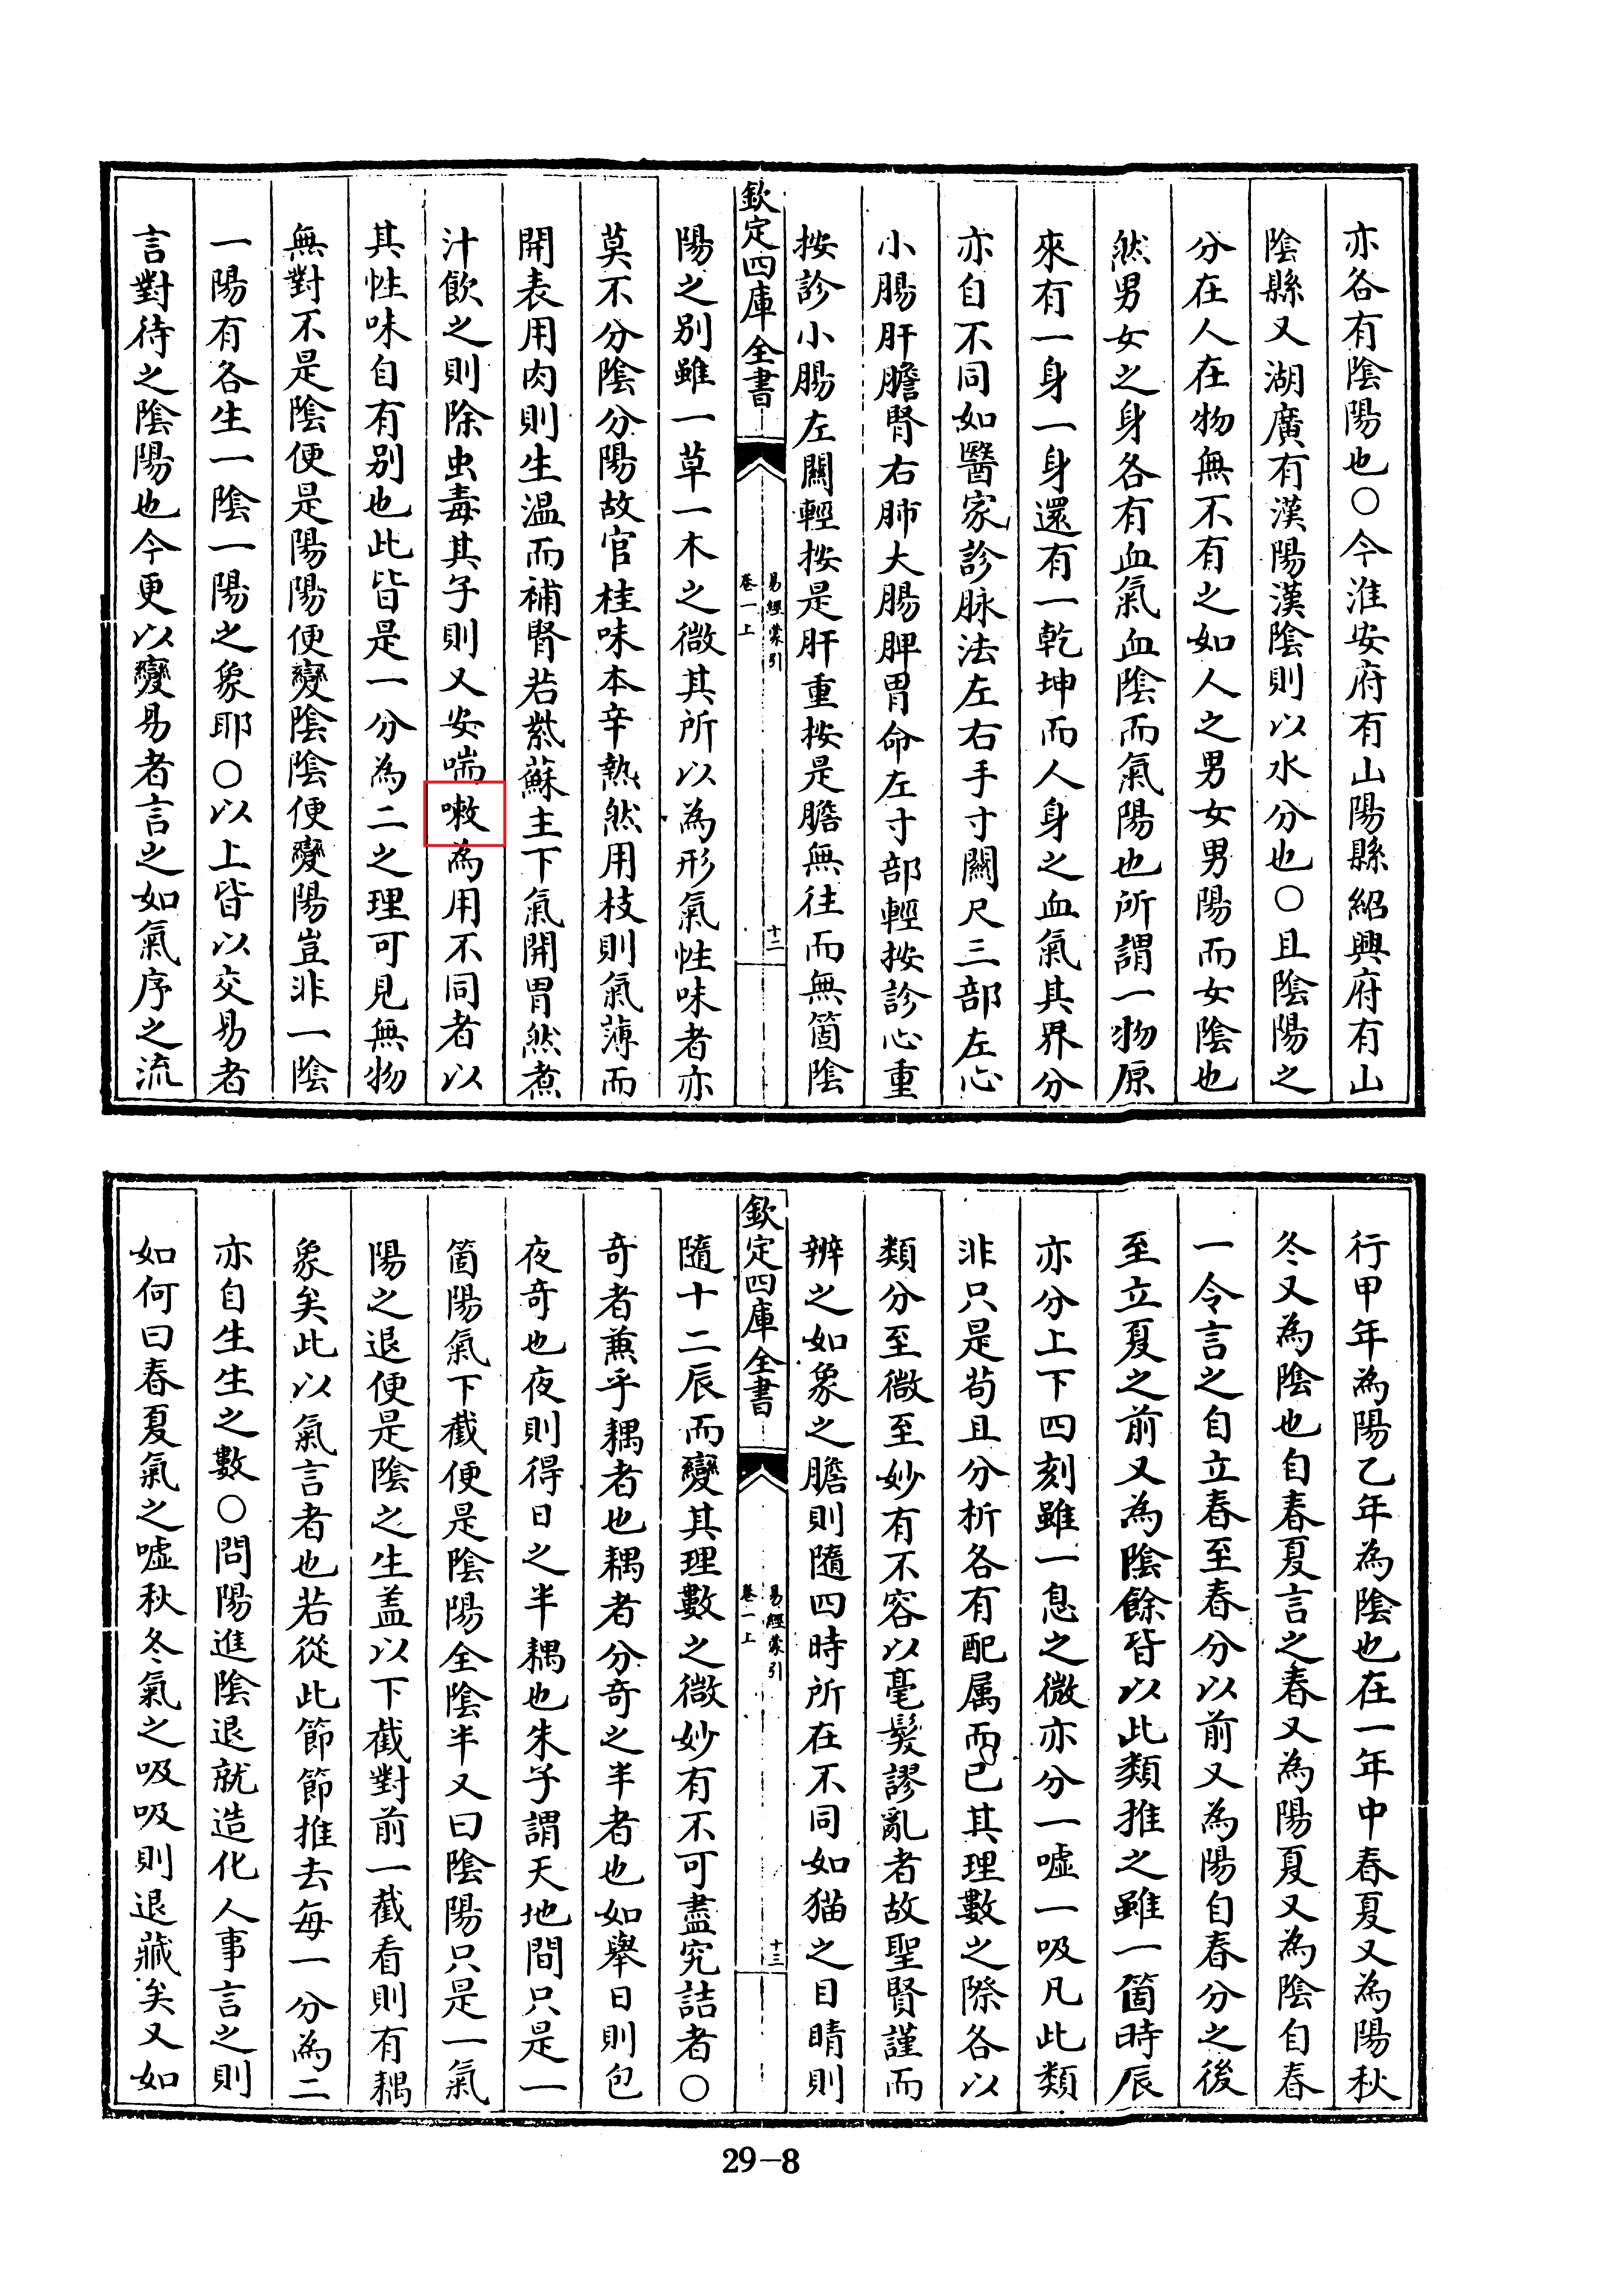 亦各有陰陽也○今淮安府有山陽縣紹興府有山
陰縣又湖廣有漢陽漢陰則以水分也○且陰陽之
分在人在物無不有之如人之男女男陽而女陰也
然男女之身各有血氣血陰而氣陽也所謂一物原
來有一身一身還有一乾坤而人身之血氣其界分
亦自不同如醫家診脉法左右手寸關尺三部左心
小腸肝膽腎右肺大腸脾胃命左寸部輕按診心重
按診小腸左關輕按是肝重按是膽無往而無箇陰
欽定四庫全書
易經蒙引
卷一上
十二
陽之别雖一草一木之微其所以為形氣性味者亦
莫不分陰分陽故官桂味本辛熱然用枝則氣薄而
開表用肉則生温而補腎若紫蘇主下氣開胃然煮
汁飲之則除虫毒其子則又安喘嗽為用不同者以
其性味自有别也此皆是一分為二之理可見無物
無對不是陰便是陽陽便變陰陰便變陽豈非一陰
一陽有各生一陰一陽之象耶○以上皆以交易者
言對待之陰陽也今更以變易者言之如氣序之流
行甲年為陽乙年為陰也在一年中春夏又為陽秋
冬又為陰也自春夏言之春又為陽夏又為陰自春
一令言之自立春至春分以前又為陽自春分之後
至立夏之前又為陰餘皆以此類推之雖一箇時辰
亦分上下四刻雖一息之微亦分一嘘一吸凡此類
非只是苟且分析各有配属而已其理數之際各以
類分至微至妙有不容以毫髮謬亂者故聖賢謹而
辨之如象之膽則隨四時所在不同如猫之目睛則
欽定四庫全書
易經蒙引
卷一上
十三
隨十二辰而變其理數之微妙有不可盡究詰者○
奇者兼乎耦者也耦者分奇之半者也如舉日則包
夜奇也夜則得日之半耦也朱子謂天地間只是一
箇陽氣下截便是陰陽全陰半又曰陰陽只是一氣
陽之退便是陰之生盖以下截對前一截看則有耦
象矣此以氣言者也若從此節節推去每一分為二
亦自生生之數○問陽進陰退就造化人事言之則
如何曰春夏氣之嘘秋冬氣之吸吸則退藏矣又如
29-8